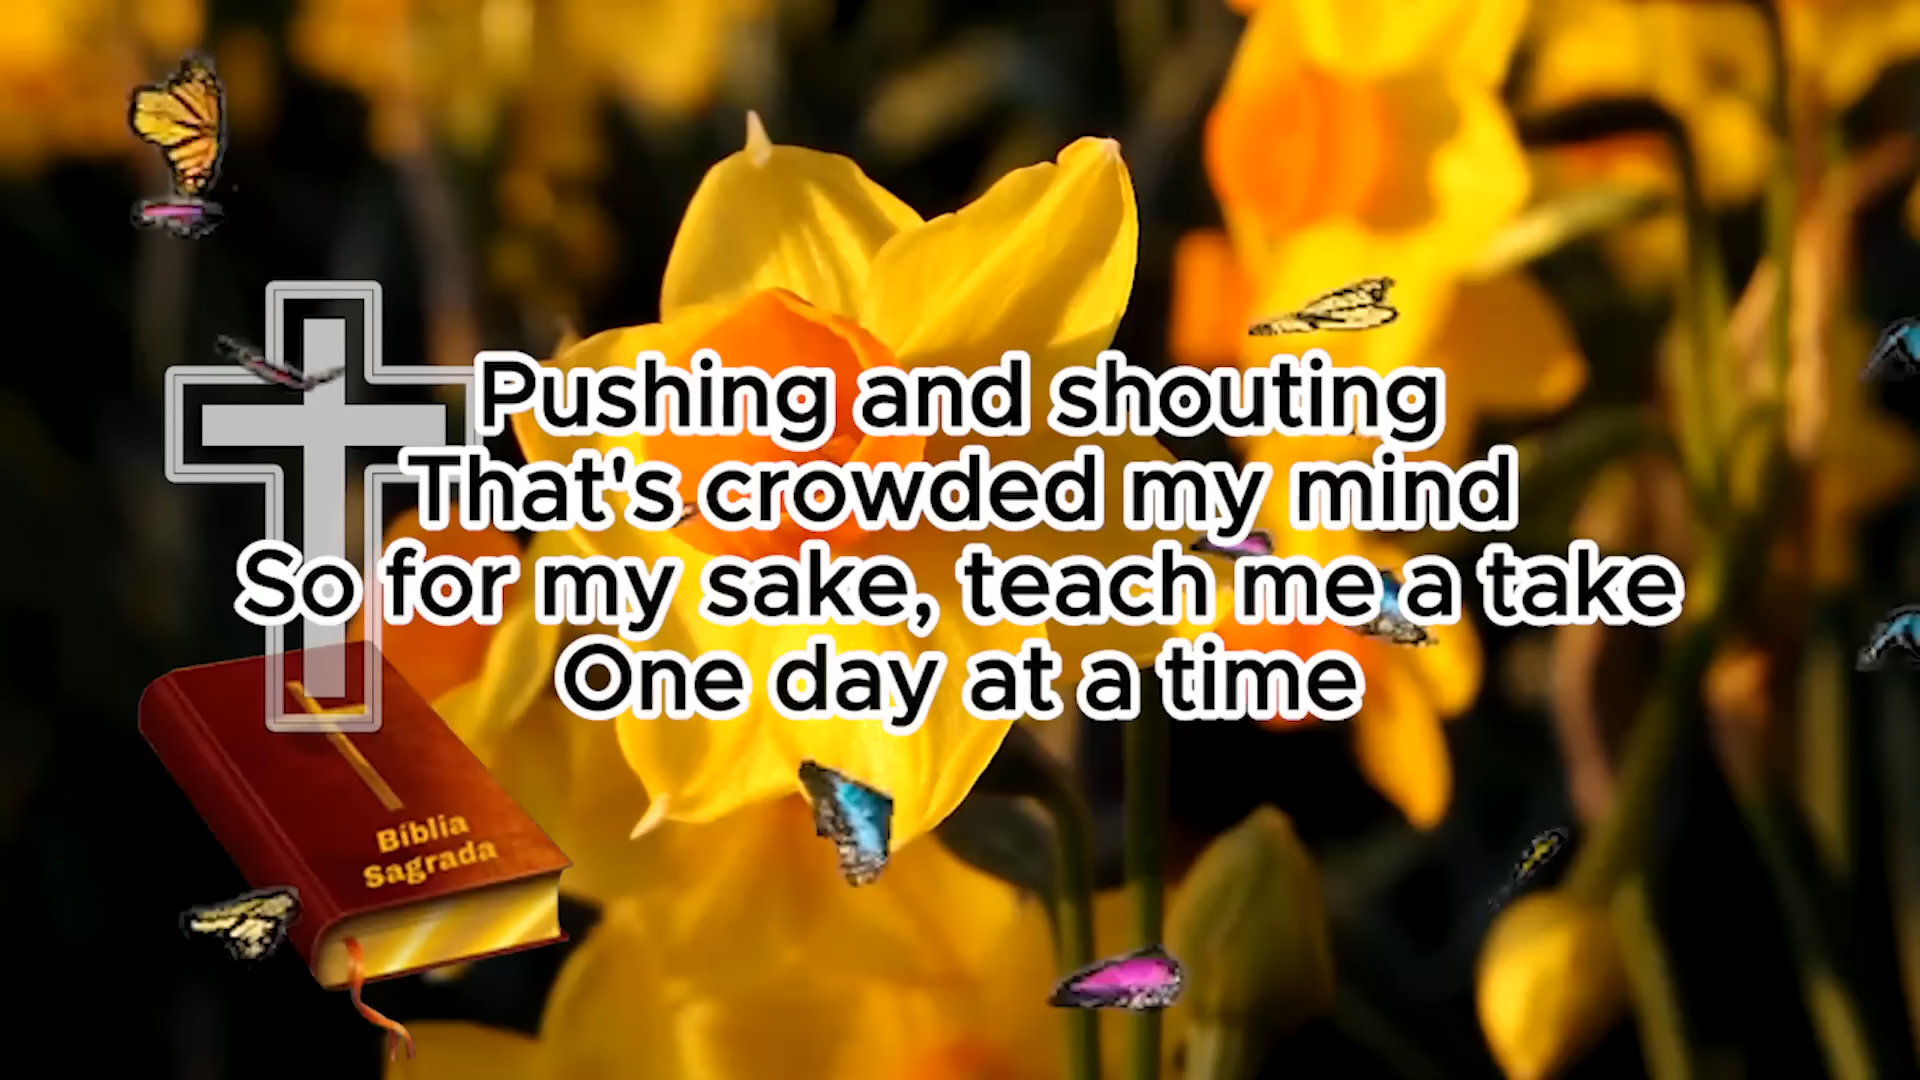 Pushing and shouting
That's crowded my mind
So for my sake, teach me a take
One day at a time
Bíblia
Sagrada